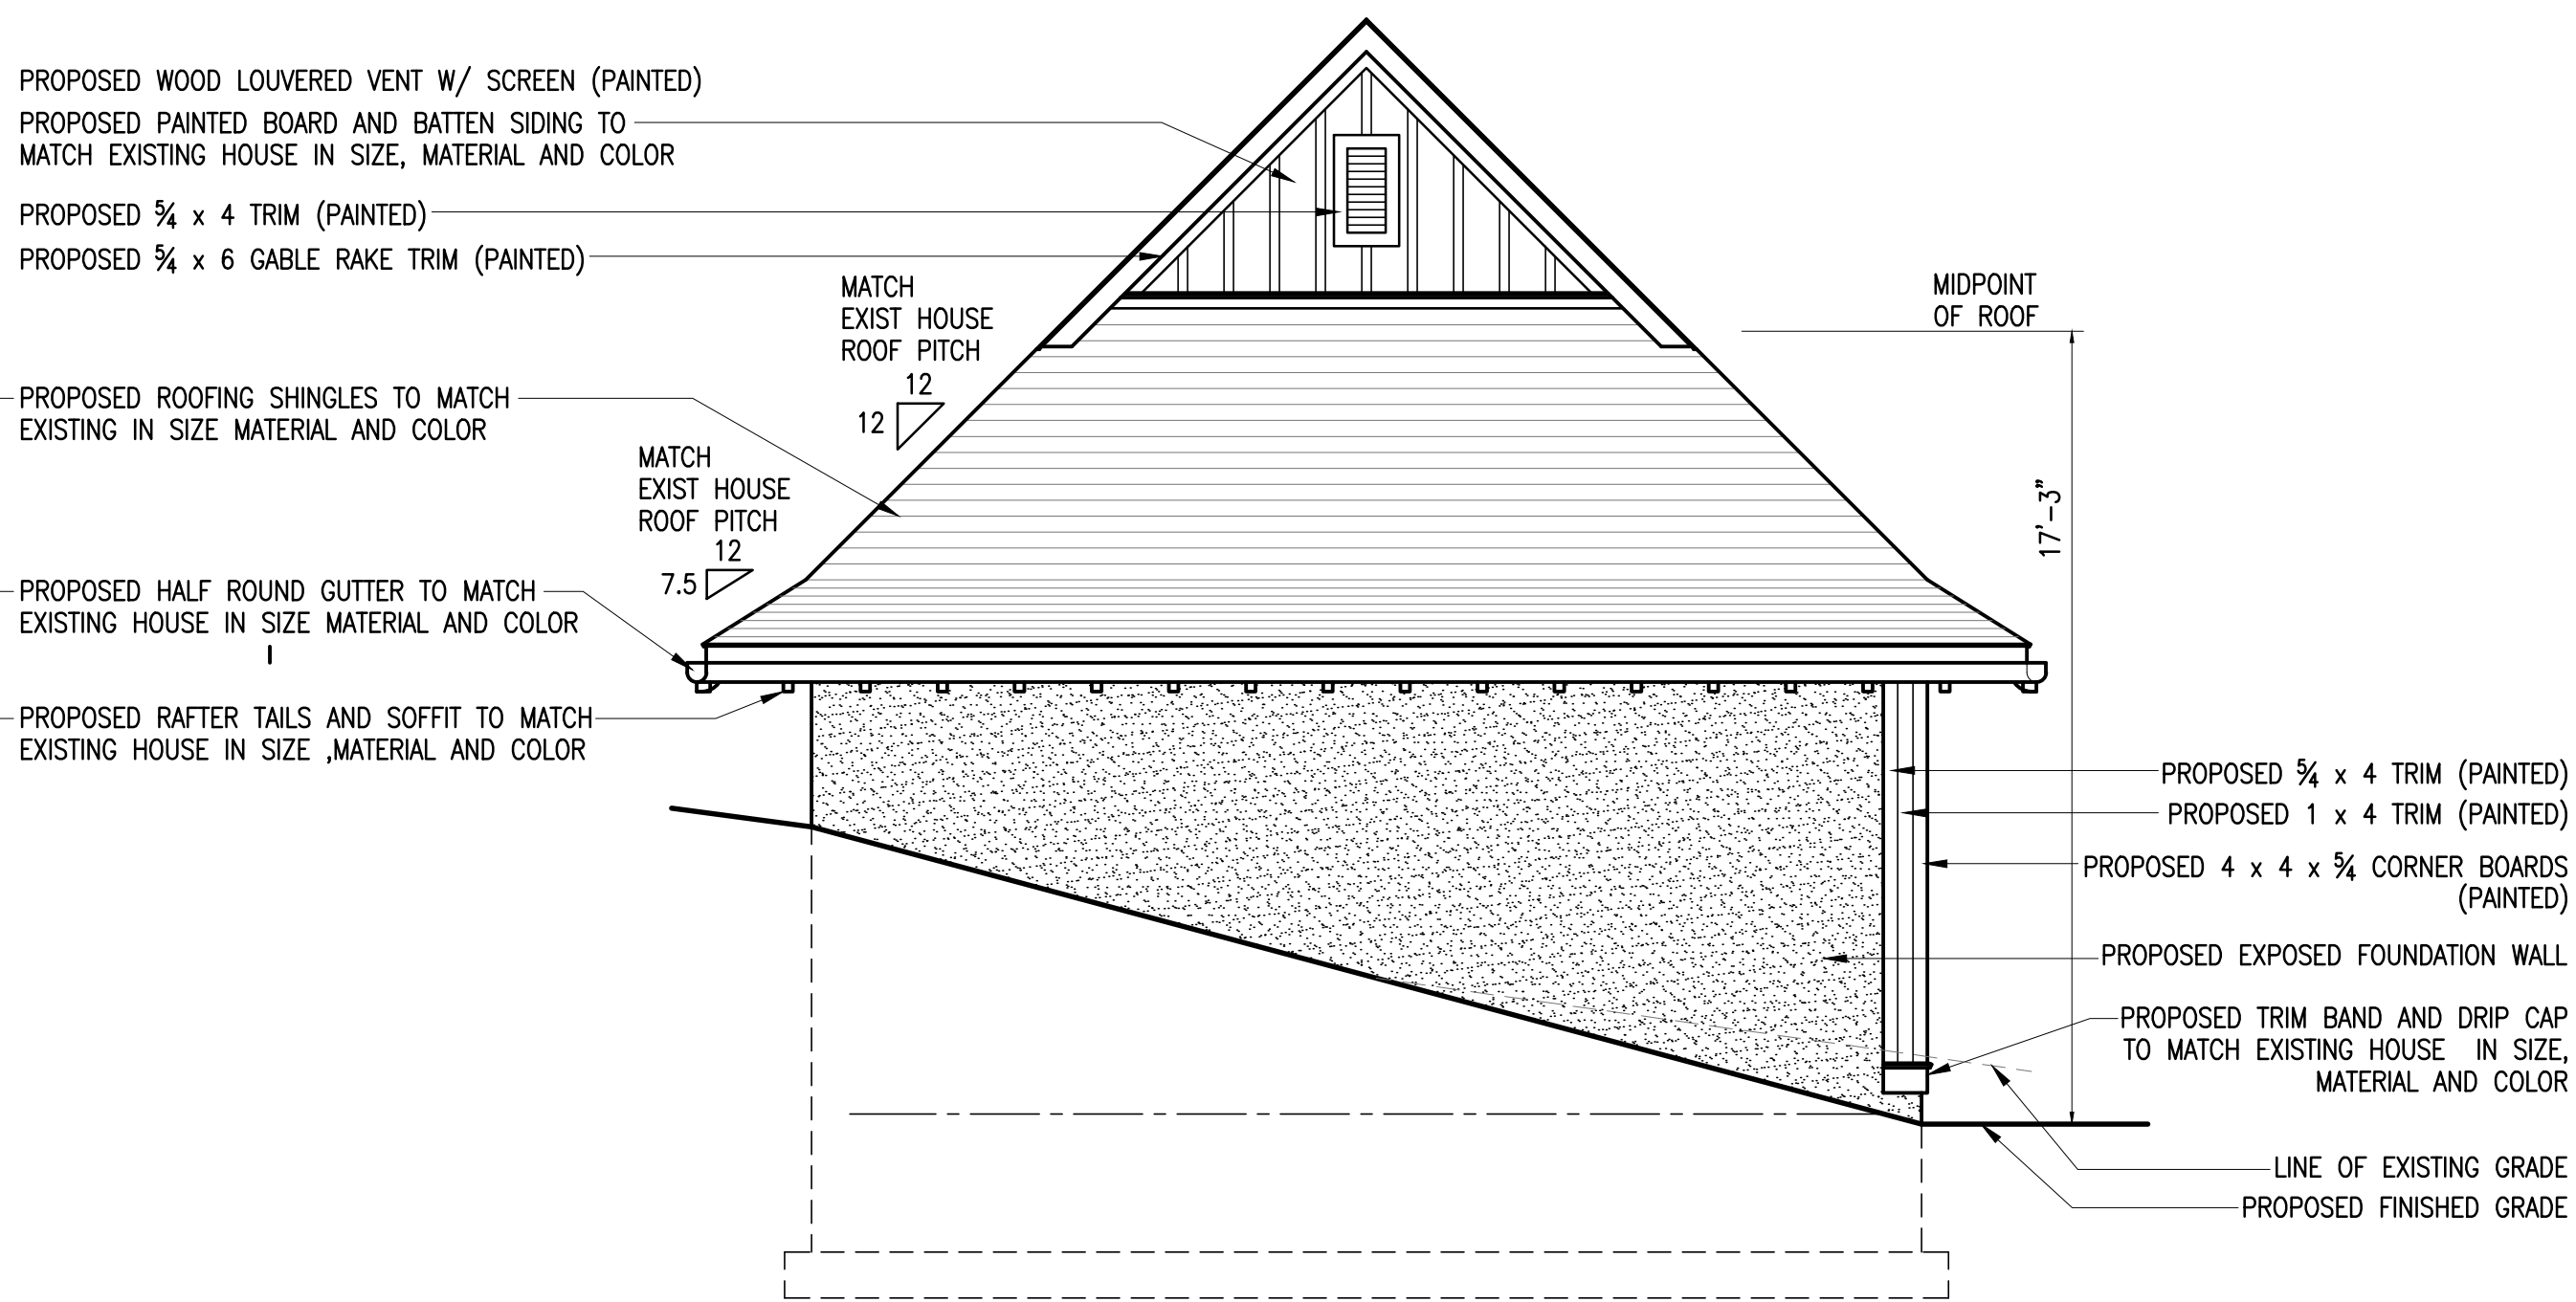 PROPOSED WOOD LOUVERED VENT W/ SCREEN (PAINTED)
PROPOSED PAINTED BOARD AND BATTEN SIDING TO
MATCH EXISTING HOUSE IN SIZE, MATERIAL AND COLOR
PROPOSED 5/4 x 4 TRIM (PAINTED)
PROPOSED 5/4 x 6 GABLE RAKE TRIM (PAINTED)
MATCH
EXIST HOUSE
ROOF PITCH
12
12
MIDPOINT
OF ROOF
PROPOSED ROOFING SHINGLES TO MATCH
EXISTING IN SIZE MATERIAL AND COLOR
MATCH
EXIST HOUSE
ROOF PITCH
12
7.5
17'-3"
PROPOSED HALF ROUND GUTTER TO MATCH
EXISTING HOUSE IN SIZE MATERIAL AND COLOR
PROPOSED RAFTER TAILS AND SOFFIT TO MATCH
EXISTING HOUSE IN SIZE ,MATERIAL AND COLOR
PROPOSED 5/4 x 4 TRIM (PAINTED)
PROPOSED 1 x 4 TRIM (PAINTED)
PROPOSED 4 x 4 x 5/4 CORNER BOARDS
(PAINTED)
PROPOSED EXPOSED FOUNDATION WALL
PROPOSED TRIM BAND AND DRIP CAP
TO MATCH EXISTING HOUSE IN SIZE,
MATERIAL AND COLOR
LINE OF EXISTING GRADE
PROPOSED FINISHED GRADE